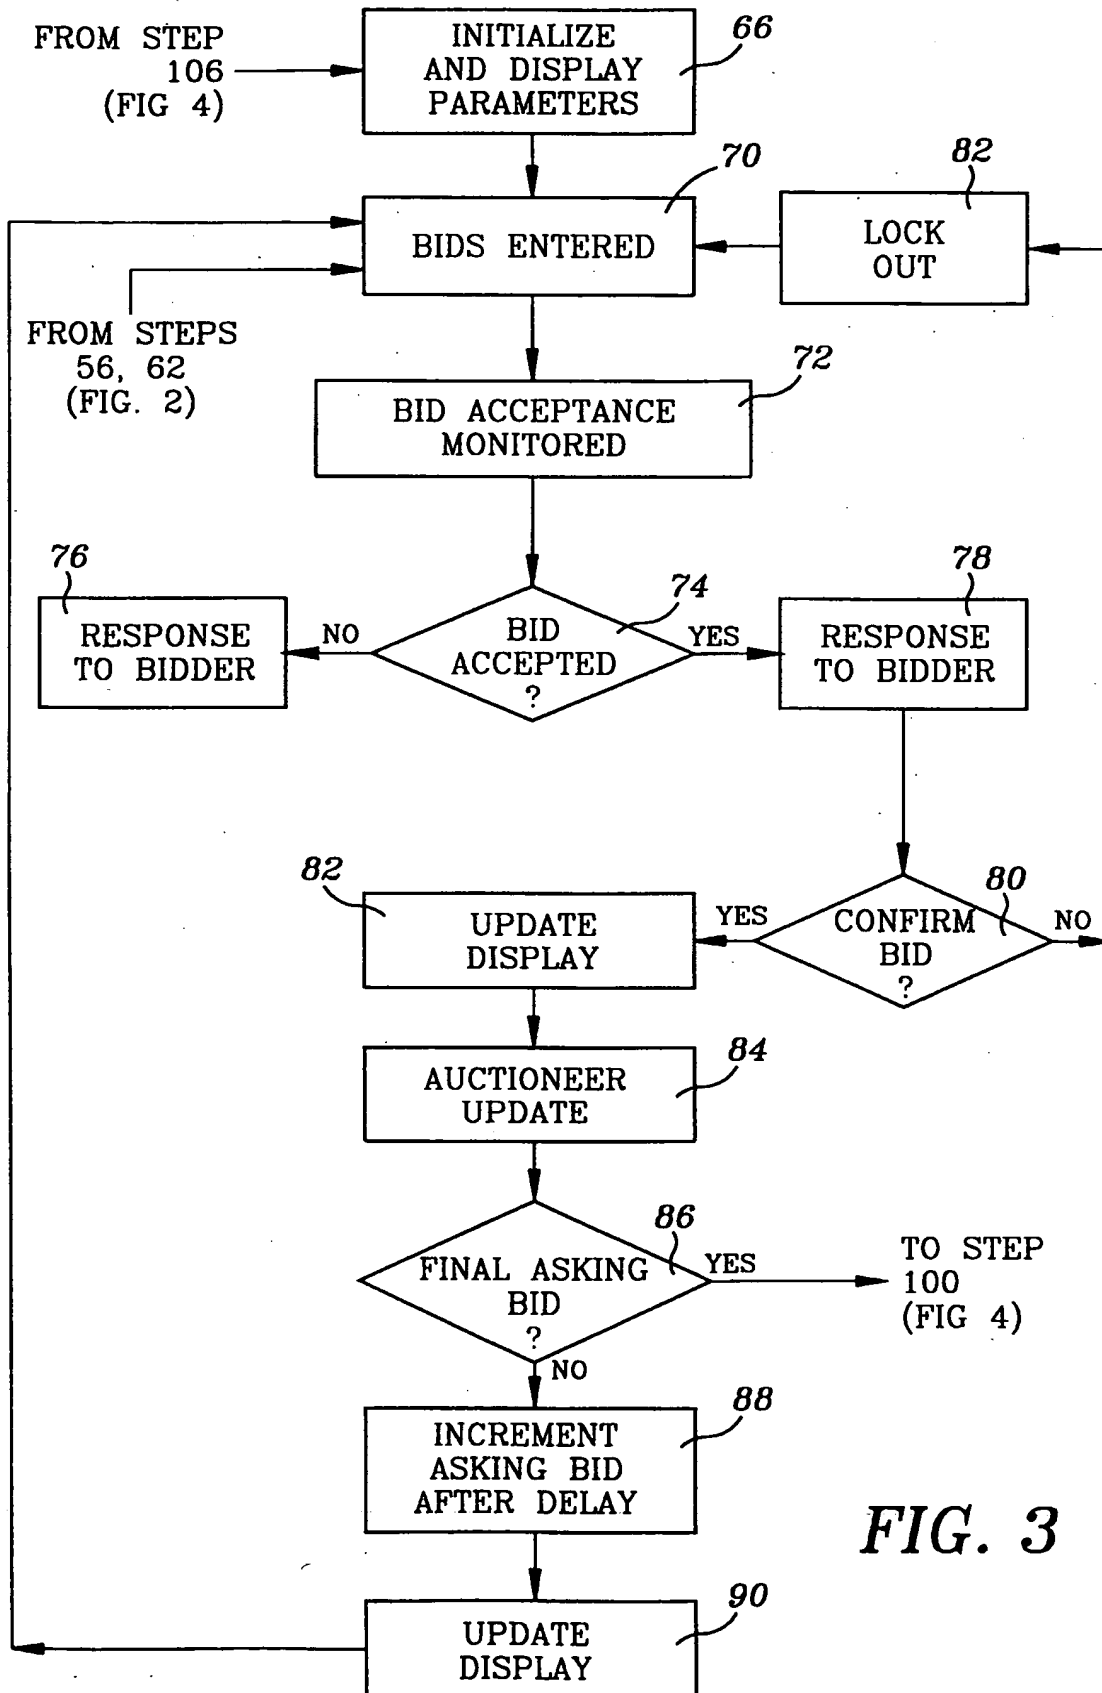 FROM STEP
106
(FIG 4)
INITIALIZE
AND DISPLAY
PARAMETERS
66
70
82
BIDS ENTERED
LOCK
OUT
FROM STEPS
56, 62
(FIG. 2)
72
BID ACCEPTANCE
MONITORED
76
74
78
RESPONSE
TO BIDDER
NO
BID
ACCEPTED
?
YES
RESPONSE
TO BIDDER
82
UPDATE
DISPLAY
YES
80
CONFIRM
BID
?
NO
84
AUCTIONEER
UPDATE
86
FINAL ASKING
BID
?
YES
TO STEP
100
(FIG 4)
NO
88
INCREMENT
ASKING BID
AFTER DELAY
FIG. 3
90
UPDATE
DISPLAY